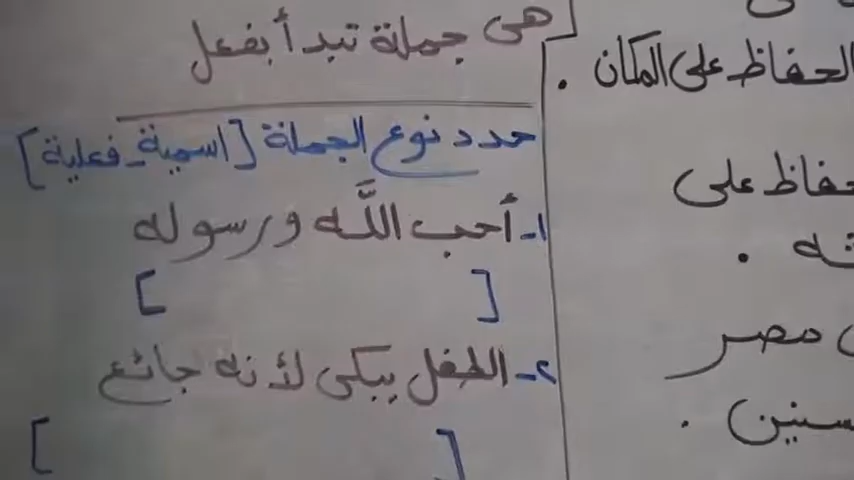 هى جملة تبدأ بفعل
حدد نوع الجملة [اسمية - فعلية]
١- أحب اللَّه ورسوله
[ ]
٢- الطفل يبكى لأنه جائع
[ ]
الحفاظ على المكان .
حفاظ على
.
مصر
.